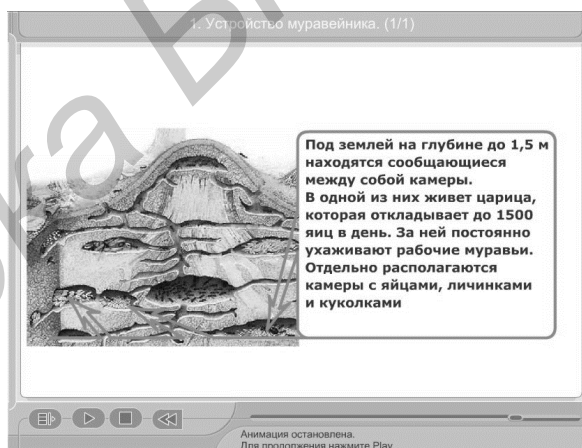 1. Устройство муравейника. (1/1)
Под землей на глубине до 1,5 м
находятся сообщающиеся
между собой камеры.
В одной из них живет царица,
которая откладывает до 1500
яиц в день. За ней постоянно
ухаживают рабочие муравьи.
Отдельно располагаются
камеры с яйцами, личинками
и куколками
Анимация остановлена.
Для продолжения нажмите Play